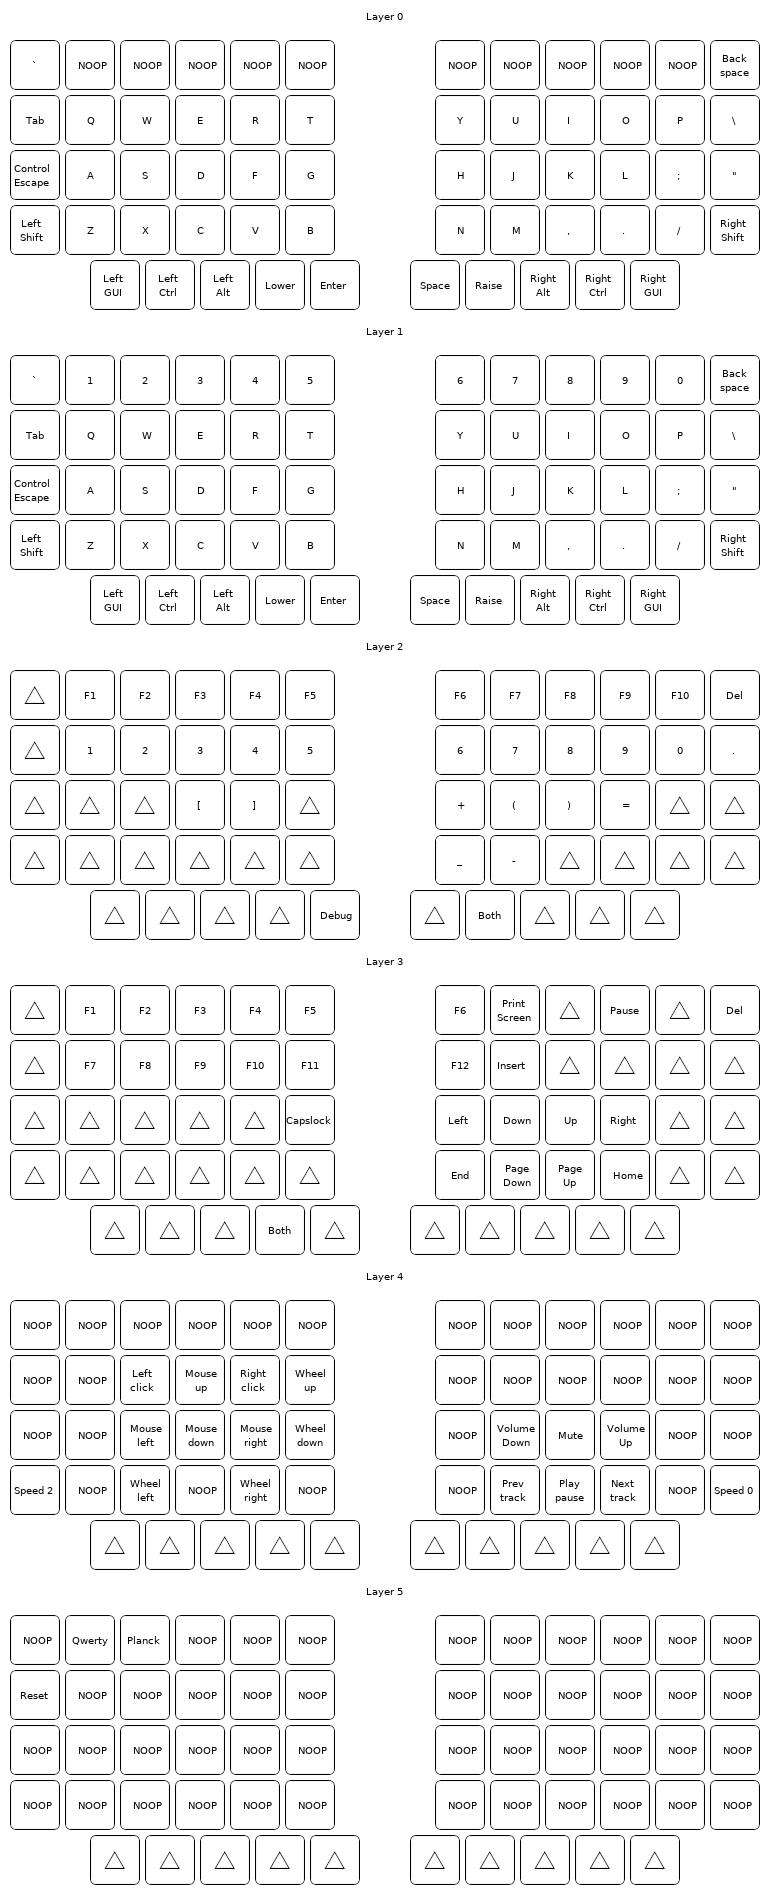 Layer 0
` NOOP NOOP NOOP NOOP NOOP NOOP NOOP NOOP NOOP NOOP Back space
Tab Q W E R T Y U I O P \
Control Escape A S D F G H J K L ; "
Left Shift Z X C V B N M , . / Right Shift
Left GUI Left Ctrl Left Alt Lower Enter Space Raise Right Alt Right Ctrl Right GUI
Layer 1
` 1 2 3 4 5 6 7 8 9 0 Back space
Tab Q W E R T Y U I O P \
Control Escape A S D F G H J K L ; "
Left Shift Z X C V B N M , . / Right Shift
Left GUI Left Ctrl Left Alt Lower Enter Space Raise Right Alt Right Ctrl Right GUI
Layer 2
△ F1 F2 F3 F4 F5 F6 F7 F8 F9 F10 Del
△ 1 2 3 4 5 6 7 8 9 0 .
△ △ △ [ ] △ + ( ) = △ △
△ △ △ △ △ △ _ - △ △ △ △
△ △ △ △ Debug △ Both △ △ △
Layer 3
△ F1 F2 F3 F4 F5 F6 Print Screen △ Pause △ Del
△ F7 F8 F9 F10 F11 F12 Insert △ △ △ △
△ △ △ △ △ Capslock Left Down Up Right △ △
△ △ △ △ △ △ End Page Down Page Up Home △ △
△ △ △ Both △ △ △ △ △ △
Layer 4
NOOP NOOP NOOP NOOP NOOP NOOP NOOP NOOP NOOP NOOP NOOP NOOP
NOOP NOOP Left click Mouse up Right click Wheel up NOOP NOOP NOOP NOOP NOOP NOOP
NOOP NOOP Mouse left Mouse down Mouse right Wheel down NOOP Volume Down Mute Volume Up NOOP NOOP
Speed 2 NOOP Wheel left NOOP Wheel right NOOP NOOP Prev track Play pause Next track NOOP Speed 0
△ △ △ △ △ △ △ △ △ △
Layer 5
NOOP Qwerty Planck NOOP NOOP NOOP NOOP NOOP NOOP NOOP NOOP NOOP
Reset NOOP NOOP NOOP NOOP NOOP NOOP NOOP NOOP NOOP NOOP NOOP
NOOP NOOP NOOP NOOP NOOP NOOP NOOP NOOP NOOP NOOP NOOP NOOP
NOOP NOOP NOOP NOOP NOOP NOOP NOOP NOOP NOOP NOOP NOOP NOOP
△ △ △ △ △ △ △ △ △ △